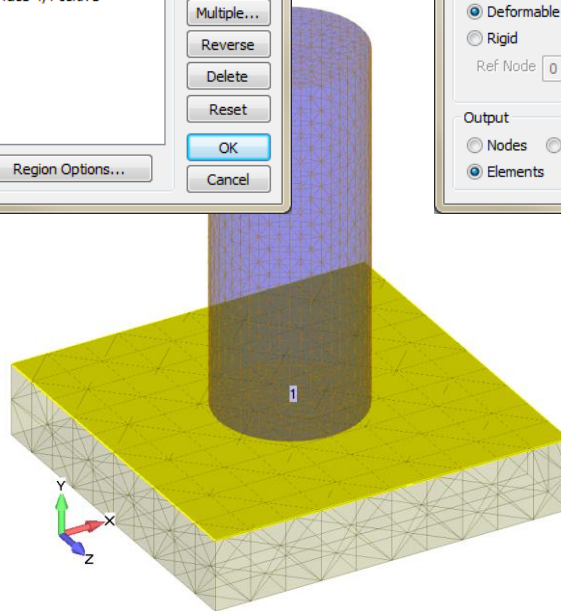 Multiple...
Reverse
Delete
Reset
OK
Cancel
Region Options...
Deformable
Rigid
Ref Node 0
Output
Nodes
Elements
1
Y
X
Z